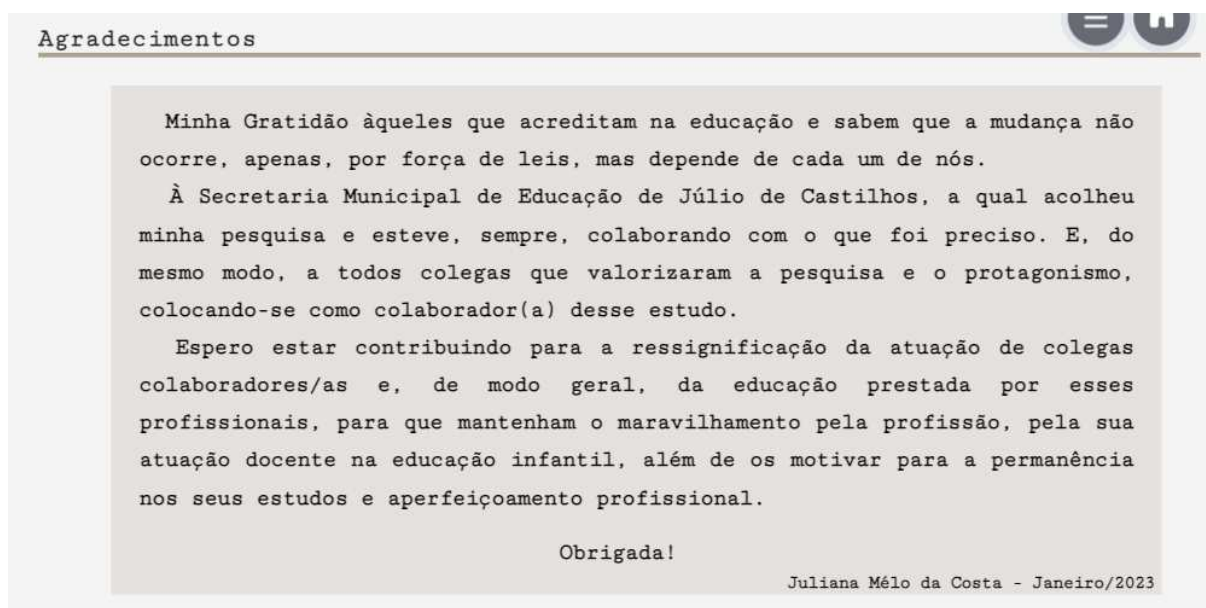 Agradecimentos
Minha Gratidão àqueles que acreditam na educação e sabem que a mudança não
ocorre, apenas, por força de leis, mas depende de cada um de nós.
À Secretaria Municipal de Educação de Júlio de Castilhos, a qual acolheu
minha pesquisa e esteve, sempre, colaborando com o que foi preciso. E, do
mesmo modo, a todos colegas que valorizaram a pesquisa e o protagonismo,
colocando-se como colaborador(a) desse estudo.
Espero estar contribuindo para a ressignificação da atuação de colegas
colaboradores/as e, de modo geral, da educação prestada por esses
profissionais, para que mantenham o maravilhamento pela profissão, pela sua
atuação docente na educação infantil, além de os motivar para a permanência
nos seus estudos e aperfeiçoamento profissional.
Obrigada!
Juliana Mélo da Costa - Janeiro/2023